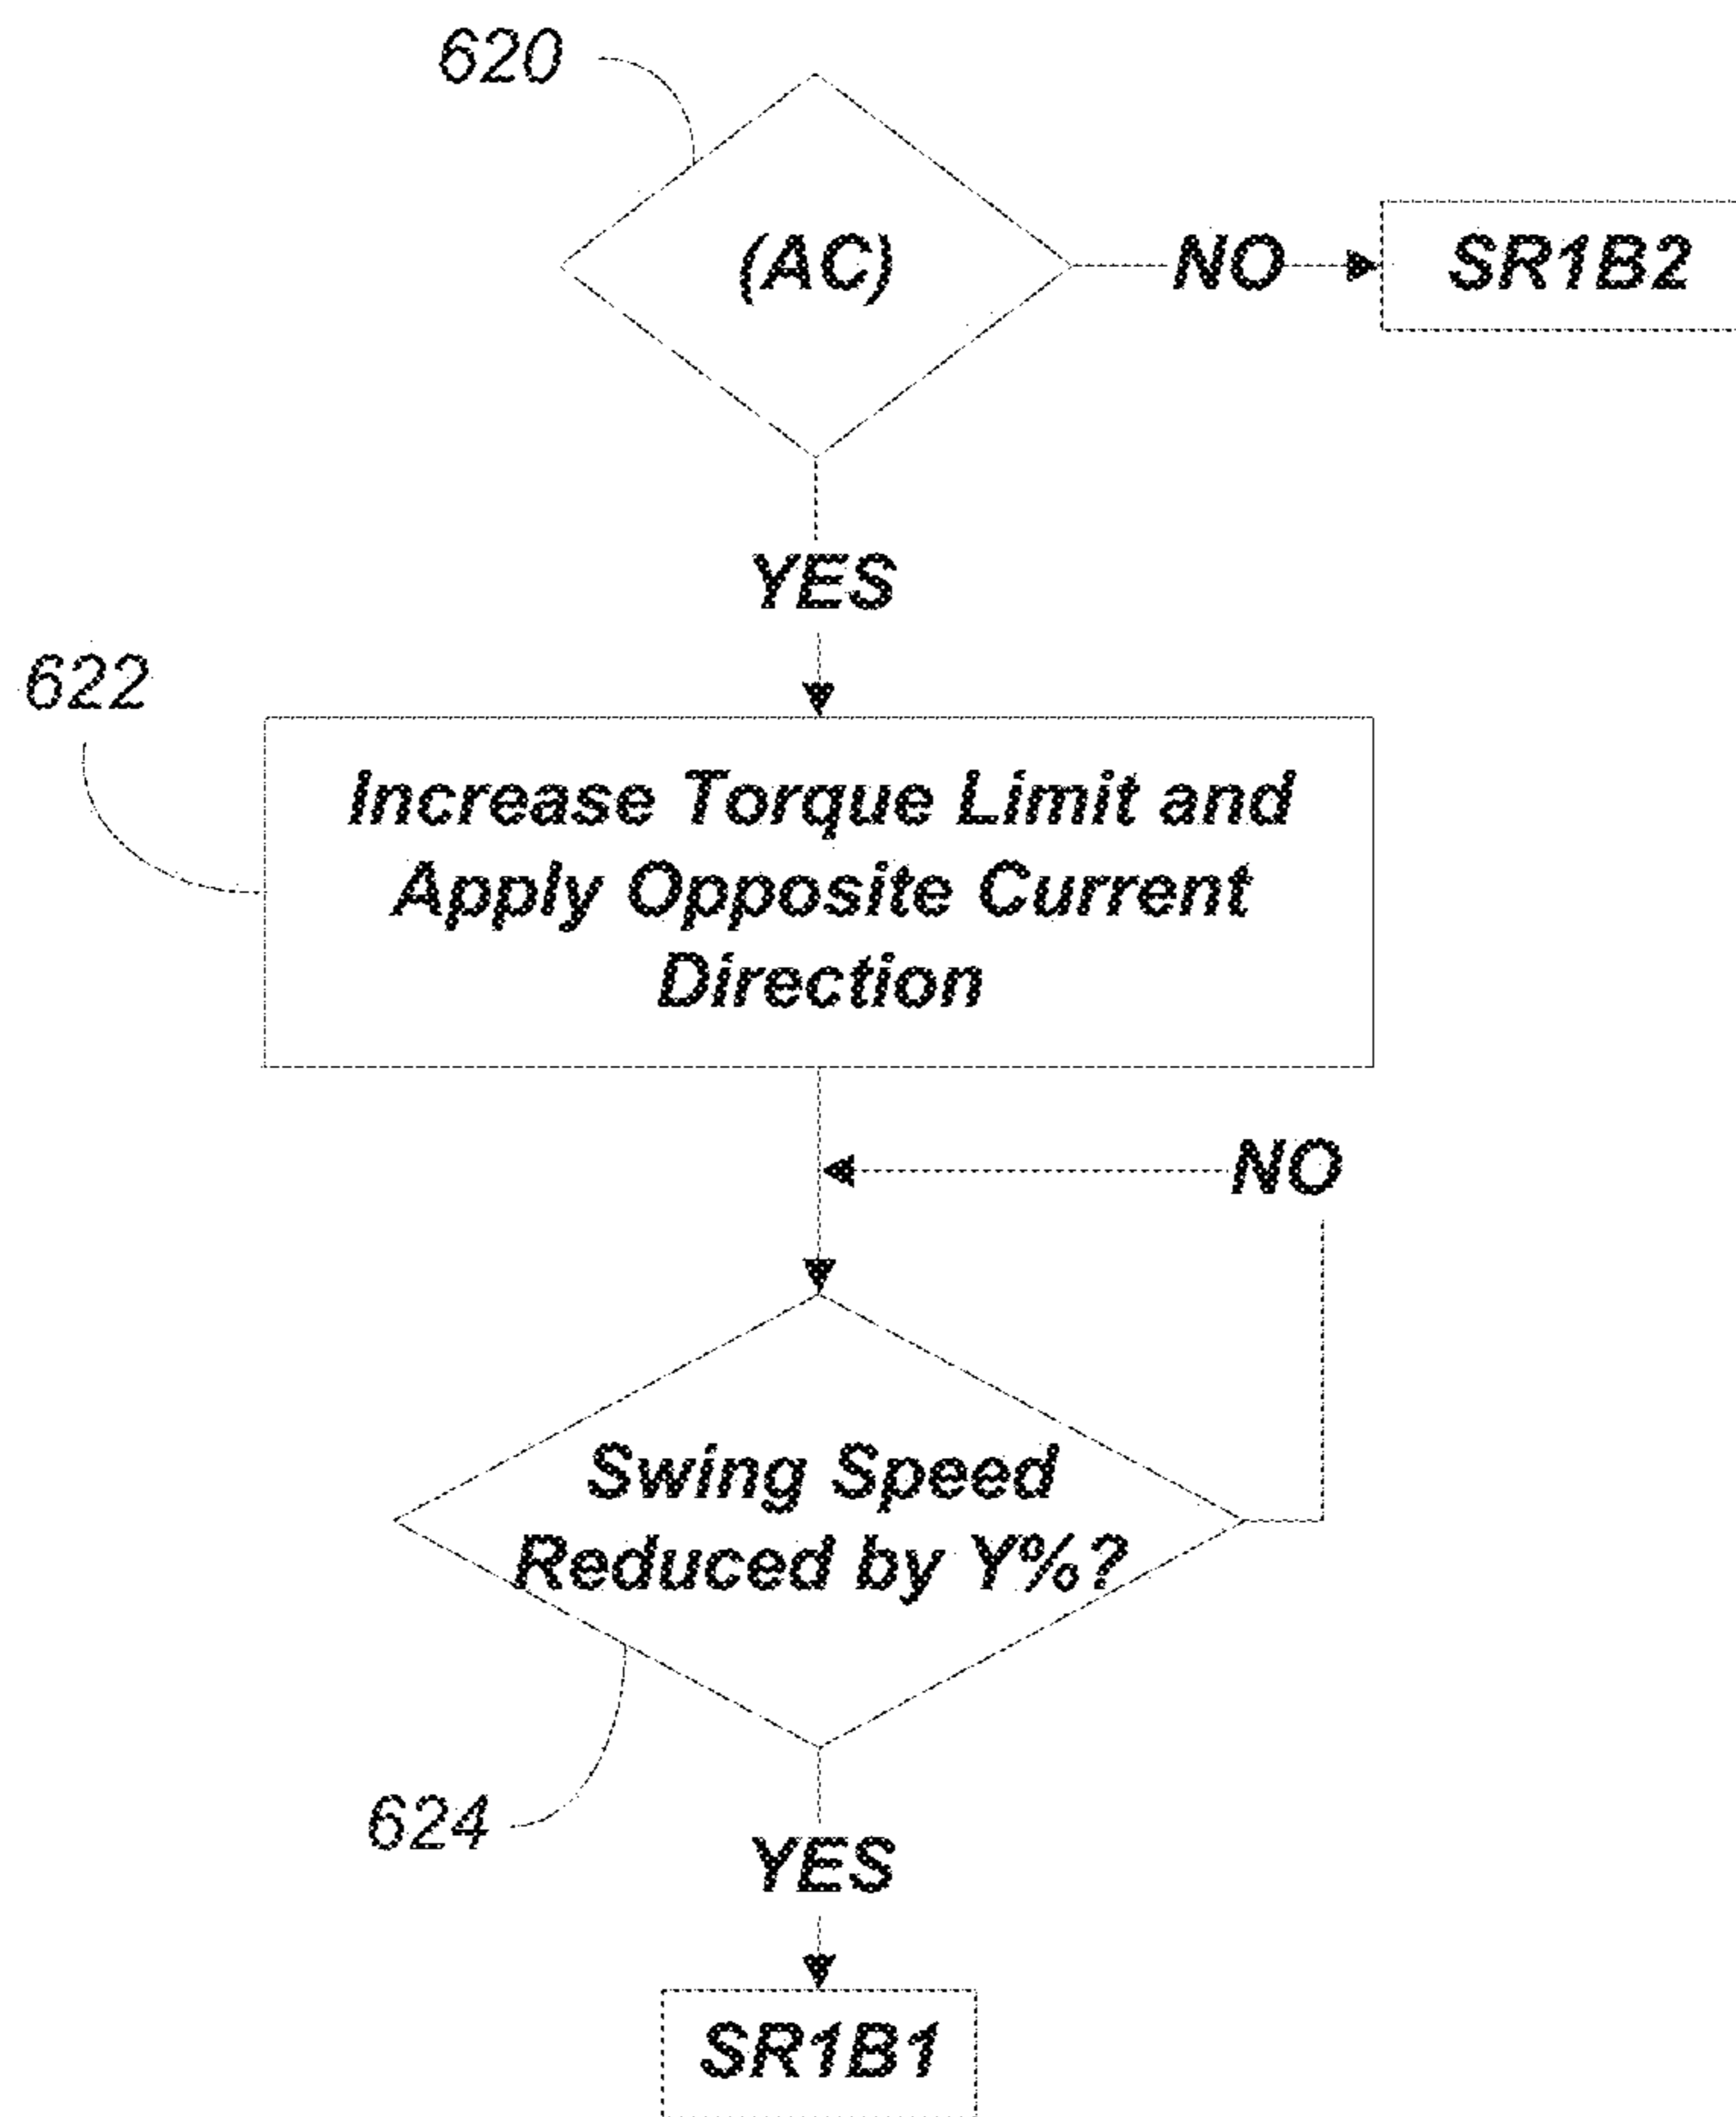 620
(AC)
NO
SR1B2
YES
622
Increase Torque Limit and
Apply Opposite Current
Direction
NO
Swing Speed
Reduced by Y%?
624
YES
SR1B1